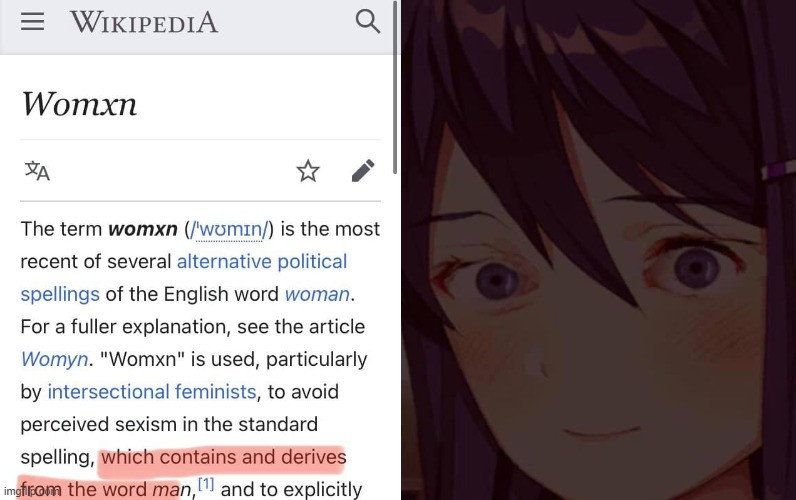 WIKIPEDIA
Womxn
The term womxn (/ˈwʊmɪn/) is the most
recent of several alternative political
spellings of the English word woman.
For a fuller explanation, see the article
Womyn. "Womxn" is used, particularly
by intersectional feminists, to avoid
perceived sexism in the standard
spelling, which contains and derives
from the word man,[1] and to explicitly
imgflip.com